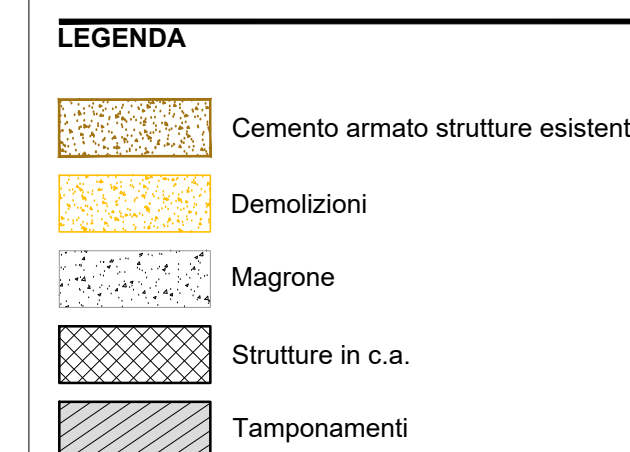 LEGENDA
Cemento armato strutture esistent
Demolizioni
Magrone
Strutture in c.a.
Tamponamenti